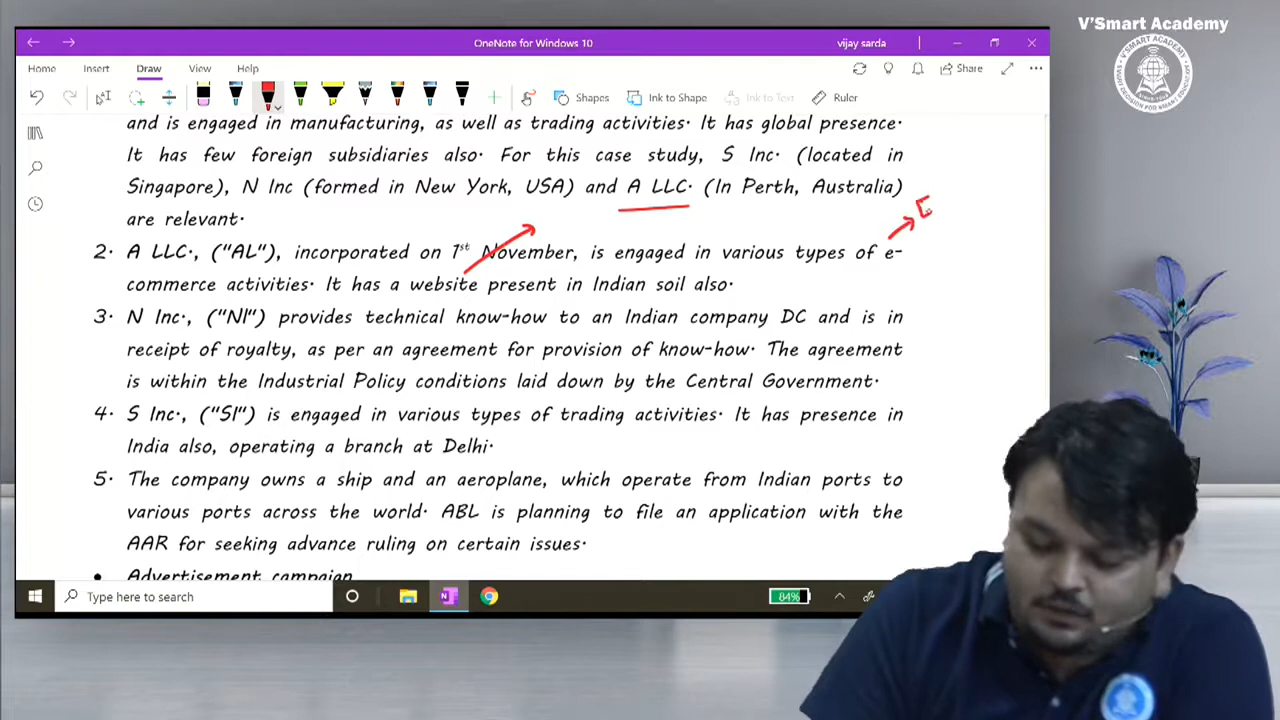 V'Smart Academy
OneNote for Windows 10
vijay sarda
Home Insert Draw View Help
Share
Shapes Ink to Shape Ink to Text Ruler
and is engaged in manufacturing, as well as trading activities. It has global presence.
It has few foreign subsidiaries also. For this case study, S Inc. (located in
Singapore), N Inc (formed in New York, USA) and A LLC. (In Perth, Australia)
are relevant.
2. A LLC., ("AL"), incorporated on 1st November, is engaged in various types of e-
commerce activities. It has a website present in Indian soil also.
3. N Inc., ("NI") provides technical know-how to an Indian company DC and is in
receipt of royalty, as per an agreement for provision of know-how. The agreement
is within the Industrial Policy conditions laid down by the Central Government.
4. S Inc., ("SI") is engaged in various types of trading activities. It has presence in
India also, operating a branch at Delhi.
5. The company owns a ship and an aeroplane, which operate from Indian ports to
various ports across the world. ABL is planning to file an application with the
AAR for seeking advance ruling on certain issues.
• Advertisement campaign
Type here to search
84%